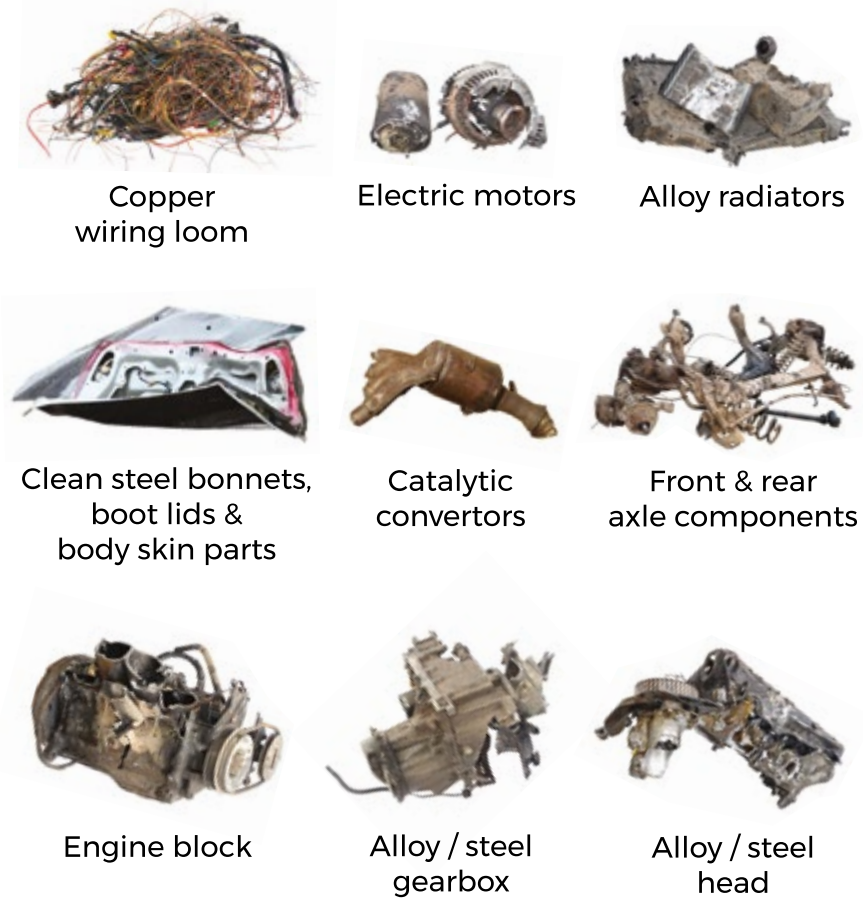 Copper
wiring loom
Electric motors
Alloy radiators
Clean steel bonnets,
boot lids &
body skin parts
Catalytic
convertors
Front & rear
axle components
Engine block
Alloy / steel
gearbox
Alloy / steel
head